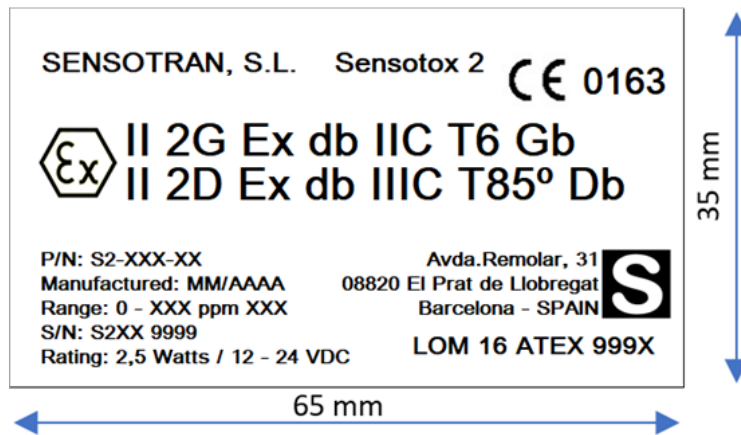 SENSOTRAN, S.L. Sensotox 2 CE 0163
Ex II 2G Ex db IIC T6 Gb
II 2D Ex db IIIC T85º Db
P/N: S2-XXX-XX
Manufactured: MM/AAAA
Range: 0 - XXX ppm XXX
S/N: S2XX 9999
Rating: 2,5 Watts / 12 - 24 VDC
Avda.Remolar, 31
08820 El Prat de Llobregat
Barcelona - SPAIN
S
LOM 16 ATEX 999X
35 mm
65 mm